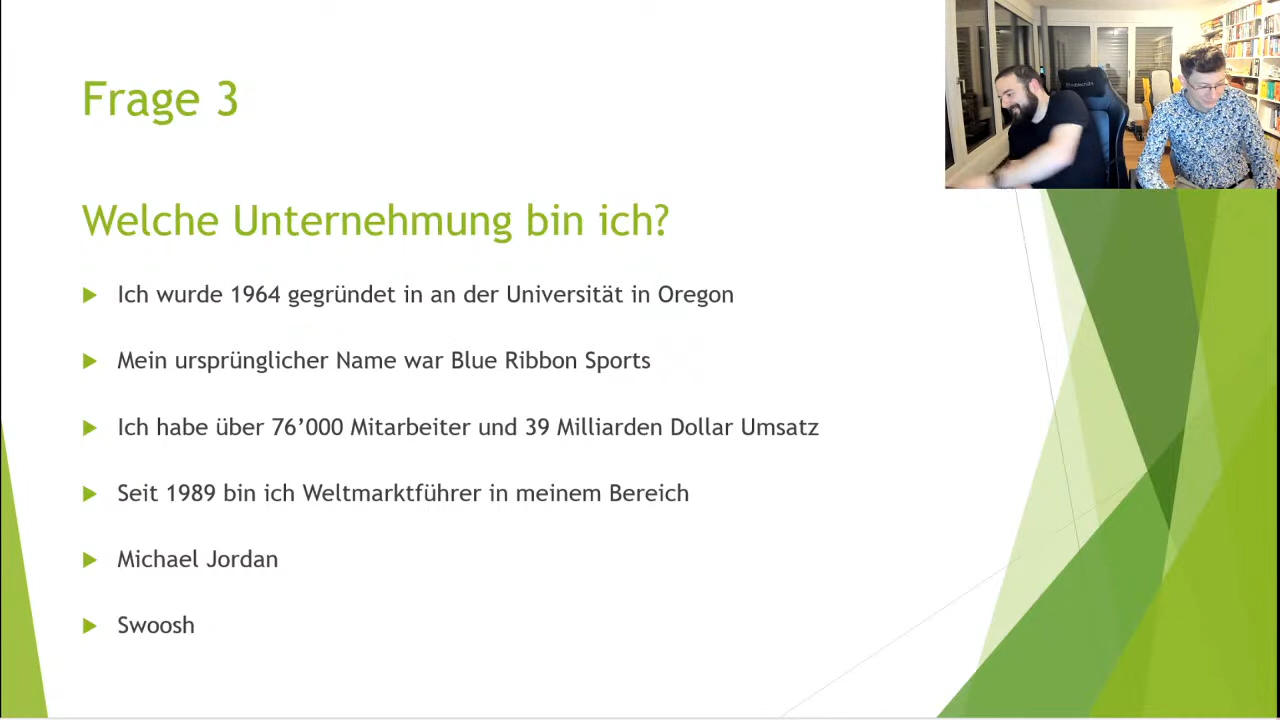 Frage 3
Welche Unternehmung bin ich?
Ich wurde 1964 gegründet in an der Universität in Oregon
Mein ursprünglicher Name war Blue Ribbon Sports
Ich habe über 76’000 Mitarbeiter und 39 Milliarden Dollar Umsatz
Seit 1989 bin ich Weltmarktführer in meinem Bereich
Michael Jordan
Swoosh